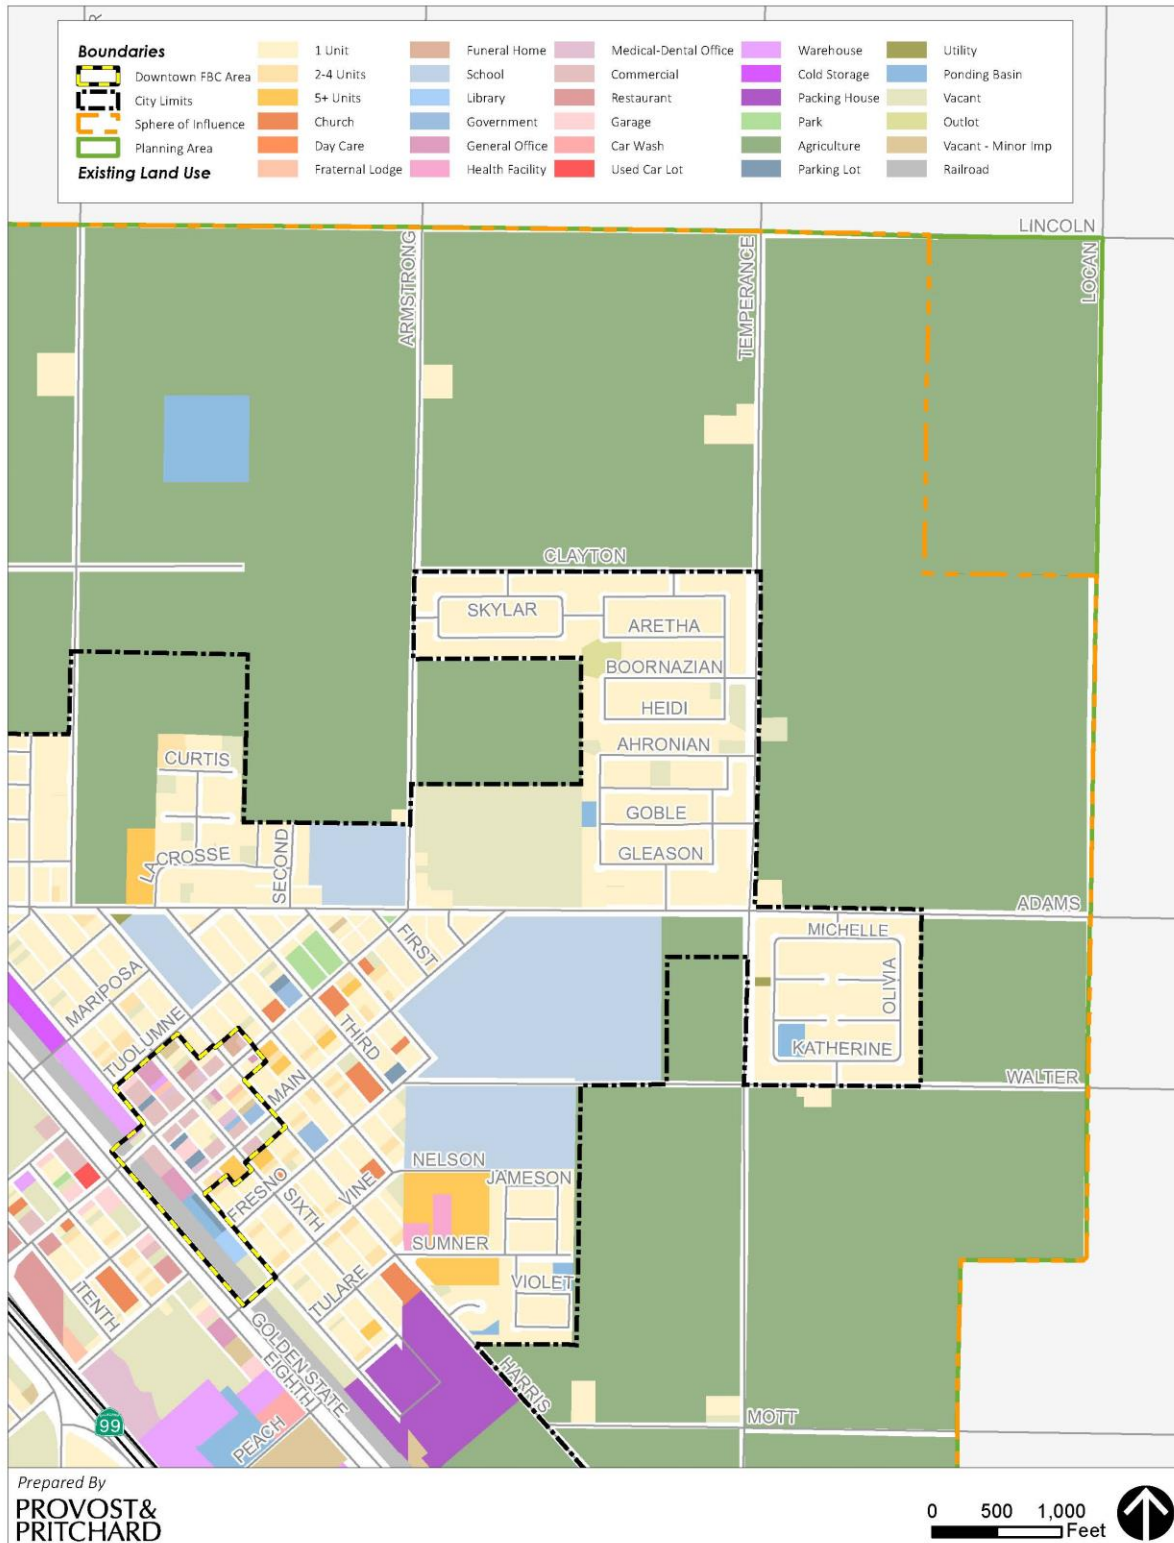 R
Boundaries
Downtown FBC Area
City Limits
Sphere of Influence
Planning Area
Existing Land Use
1 Unit
2-4 Units
5+ Units
Church
Day Care
Fraternal Lodge
Funeral Home
School
Library
Government
General Office
Health Facility
Medical-Dental Office
Commercial
Restaurant
Garage
Car Wash
Used Car Lot
Warehouse
Cold Storage
Packing House
Park
Agriculture
Parking Lot
Utility
Ponding Basin
Vacant
Outlot
Vacant - Minor Imp
Railroad
LINCOLN
ARMSTRONG
TEMPERANCE
LOCAN
CLAYTON
SKYLAR
ARETHA
BOORNAZIAN
HEIDI
AHRONIAN
CURTIS
GOBLE
GLEASON
LACROSSE
SECOND
ADAMS
MICHELLE
FIRST
MARIPOSA
OLIVIA
TUOLUMNE
THIRD
KATHERINE
MAIN
WALTER
NELSON
JAMESON
FRESNO
SIXTH
VINE
SUMNER
VIOLET
TULARE
TENTH
GOLDEN STATE
EIGHTH
HARRIS
MOTT
PEACH
99
Prepared By
PROVOST&
PRITCHARD
0 500 1,000
Feet